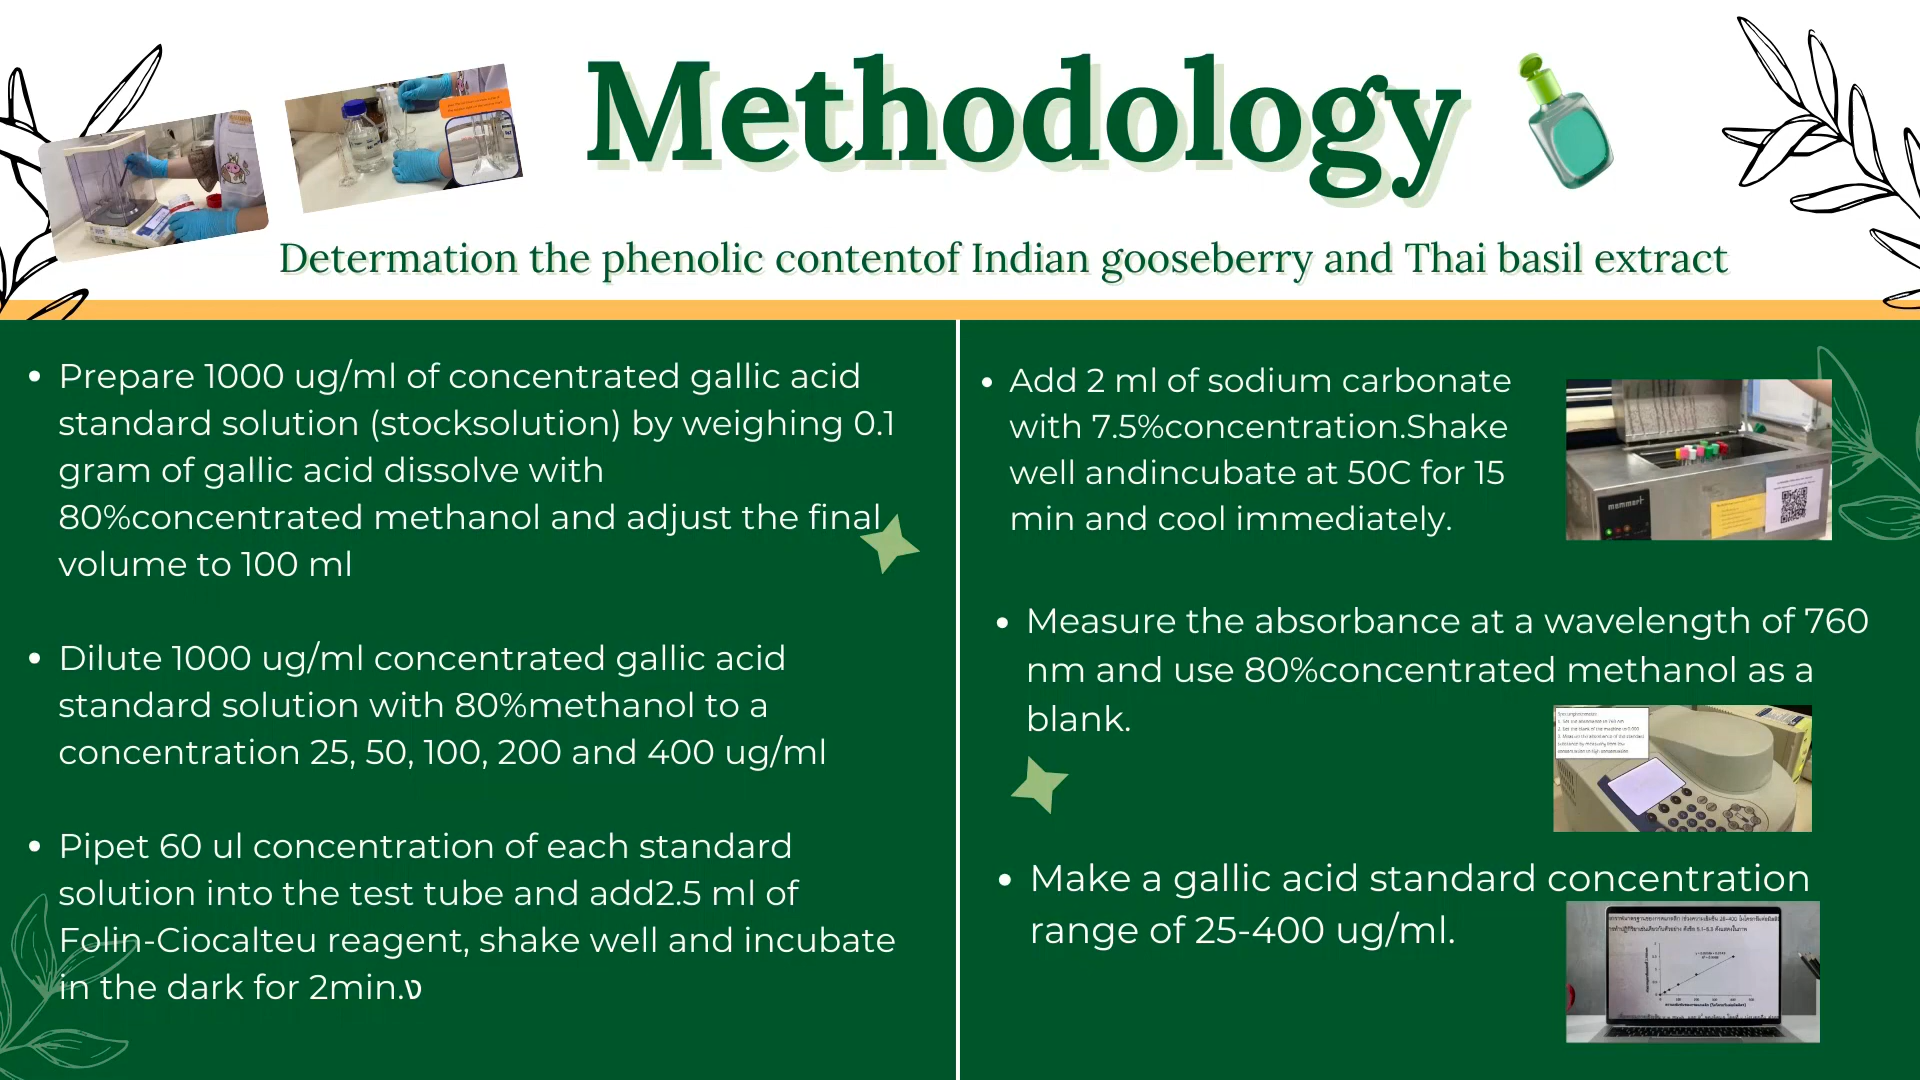 Methodology
Determation the phenolic contentof Indian gooseberry and Thai basil extract
• Prepare 1000 ug/ml of concentrated gallic acid
standard solution (stocksolution) by weighing 0.1
gram of gallic acid dissolve with
80%concentrated methanol and adjust the final
volume to 100 ml
• Dilute 1000 ug/ml concentrated gallic acid
standard solution with 80%methanol to a
concentration 25, 50, 100, 200 and 400 ug/ml
• Pipet 60 ul concentration of each standard
solution into the test tube and add2.5 ml of
Folin-Ciocalteu reagent, shake well and incubate
in the dark for 2min.ง
• Add 2 ml of sodium carbonate
with 7.5%concentration.Shake
well andincubate at 50C for 15
min and cool immediately.
memmert
• Measure the absorbance at a wavelength of 760
nm and use 80%concentrated methanol as a
blank.
• Make a gallic acid standard concentration
range of 25-400 ug/ml.